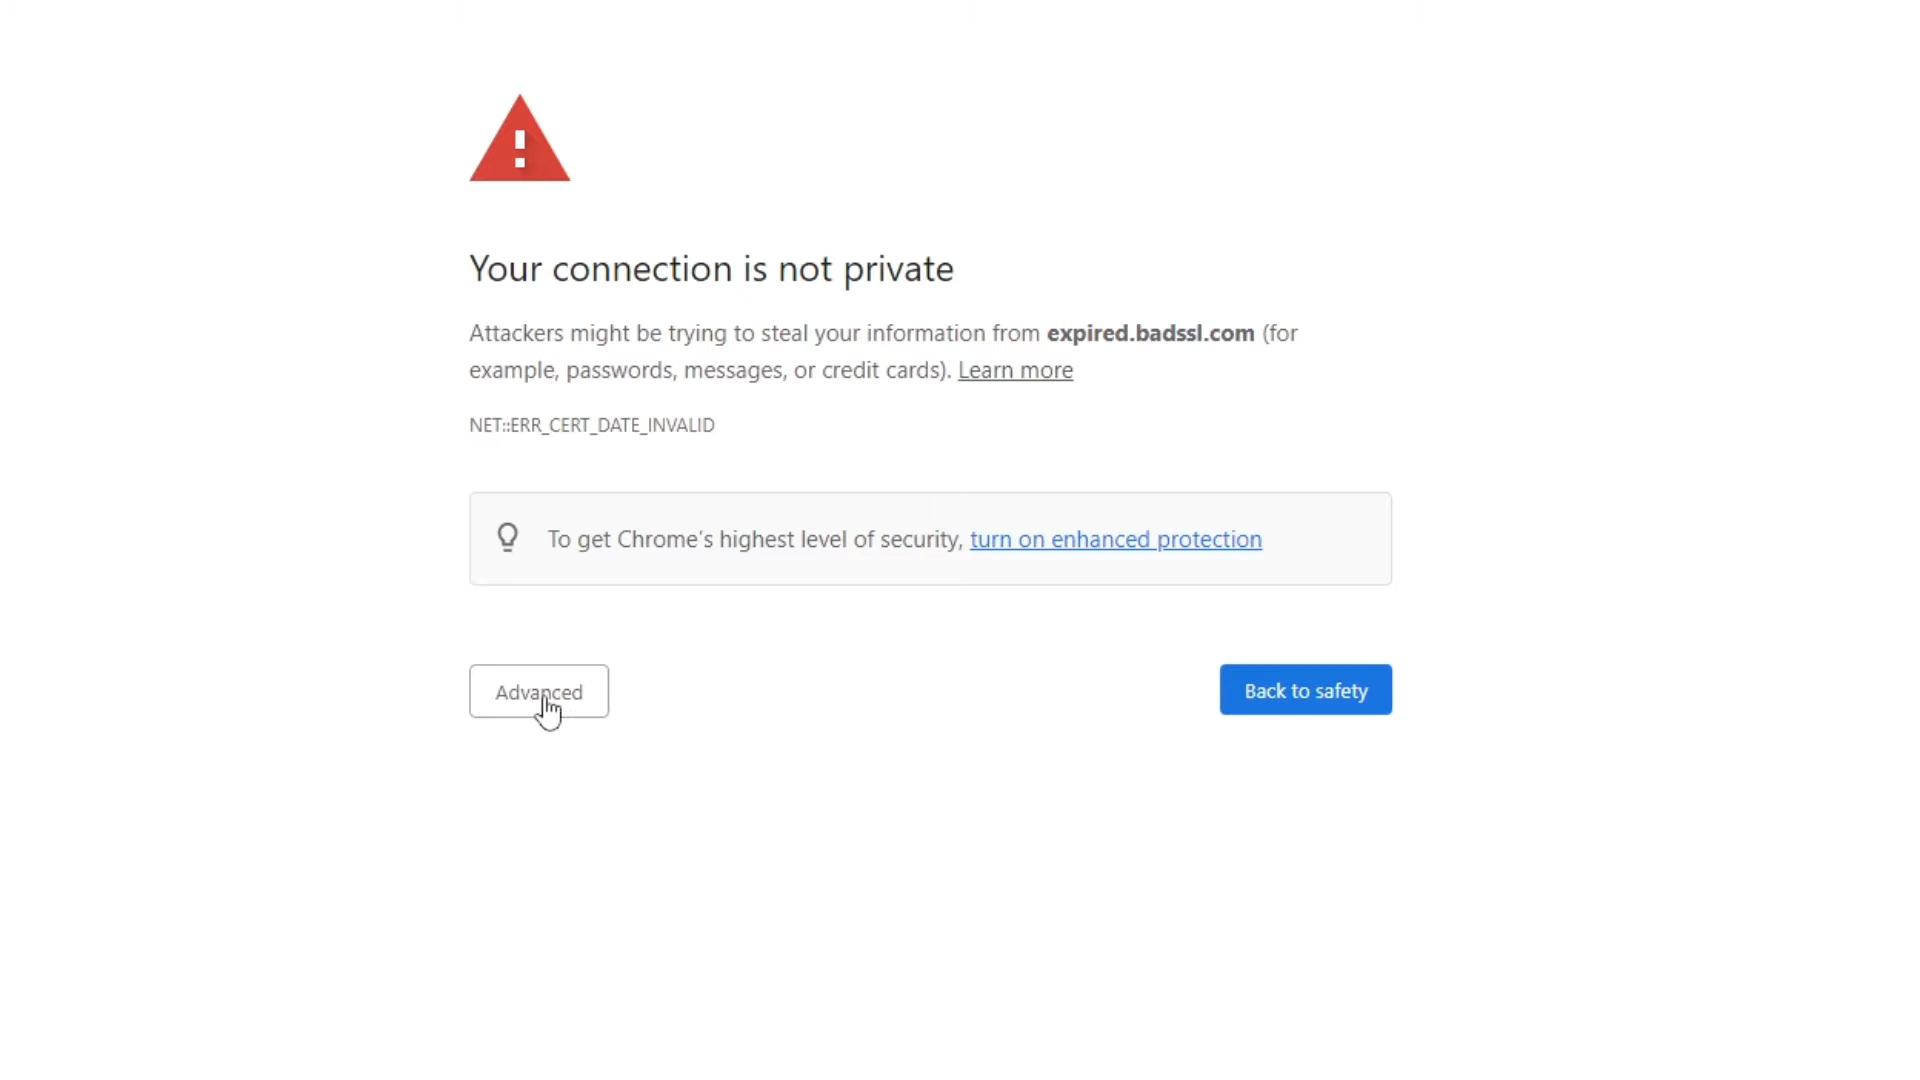 Your connection is not private
Attackers might be trying to steal your information from expired.badssl.com (for
example, passwords, messages, or credit cards). Learn more
NET::ERR_CERT_DATE_INVALID
To get Chrome's highest level of security, turn on enhanced protection
Advanced
Back to safety